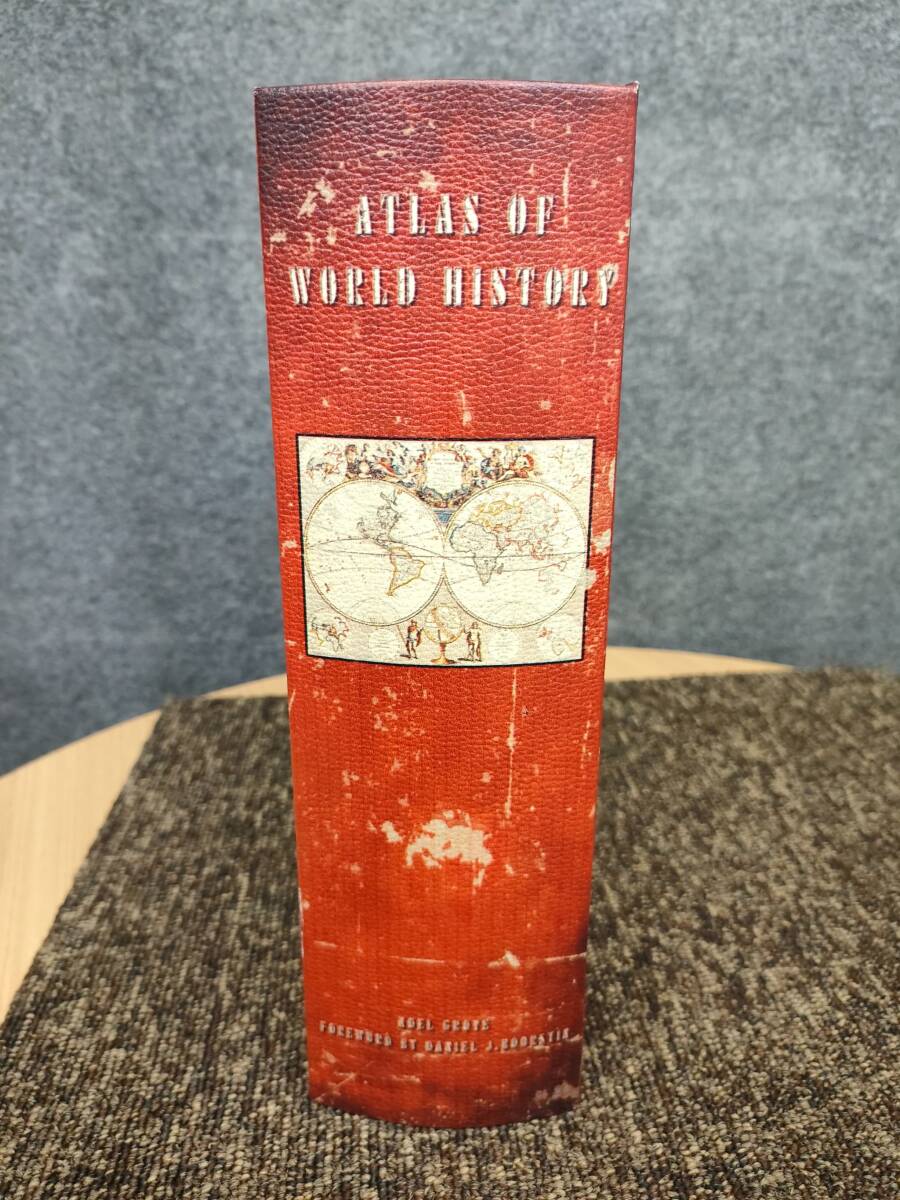 ATLAS OF
WORLD HISTORY
NOEL GROVE
FOREWORD BY DANIEL J. BOORSTIN